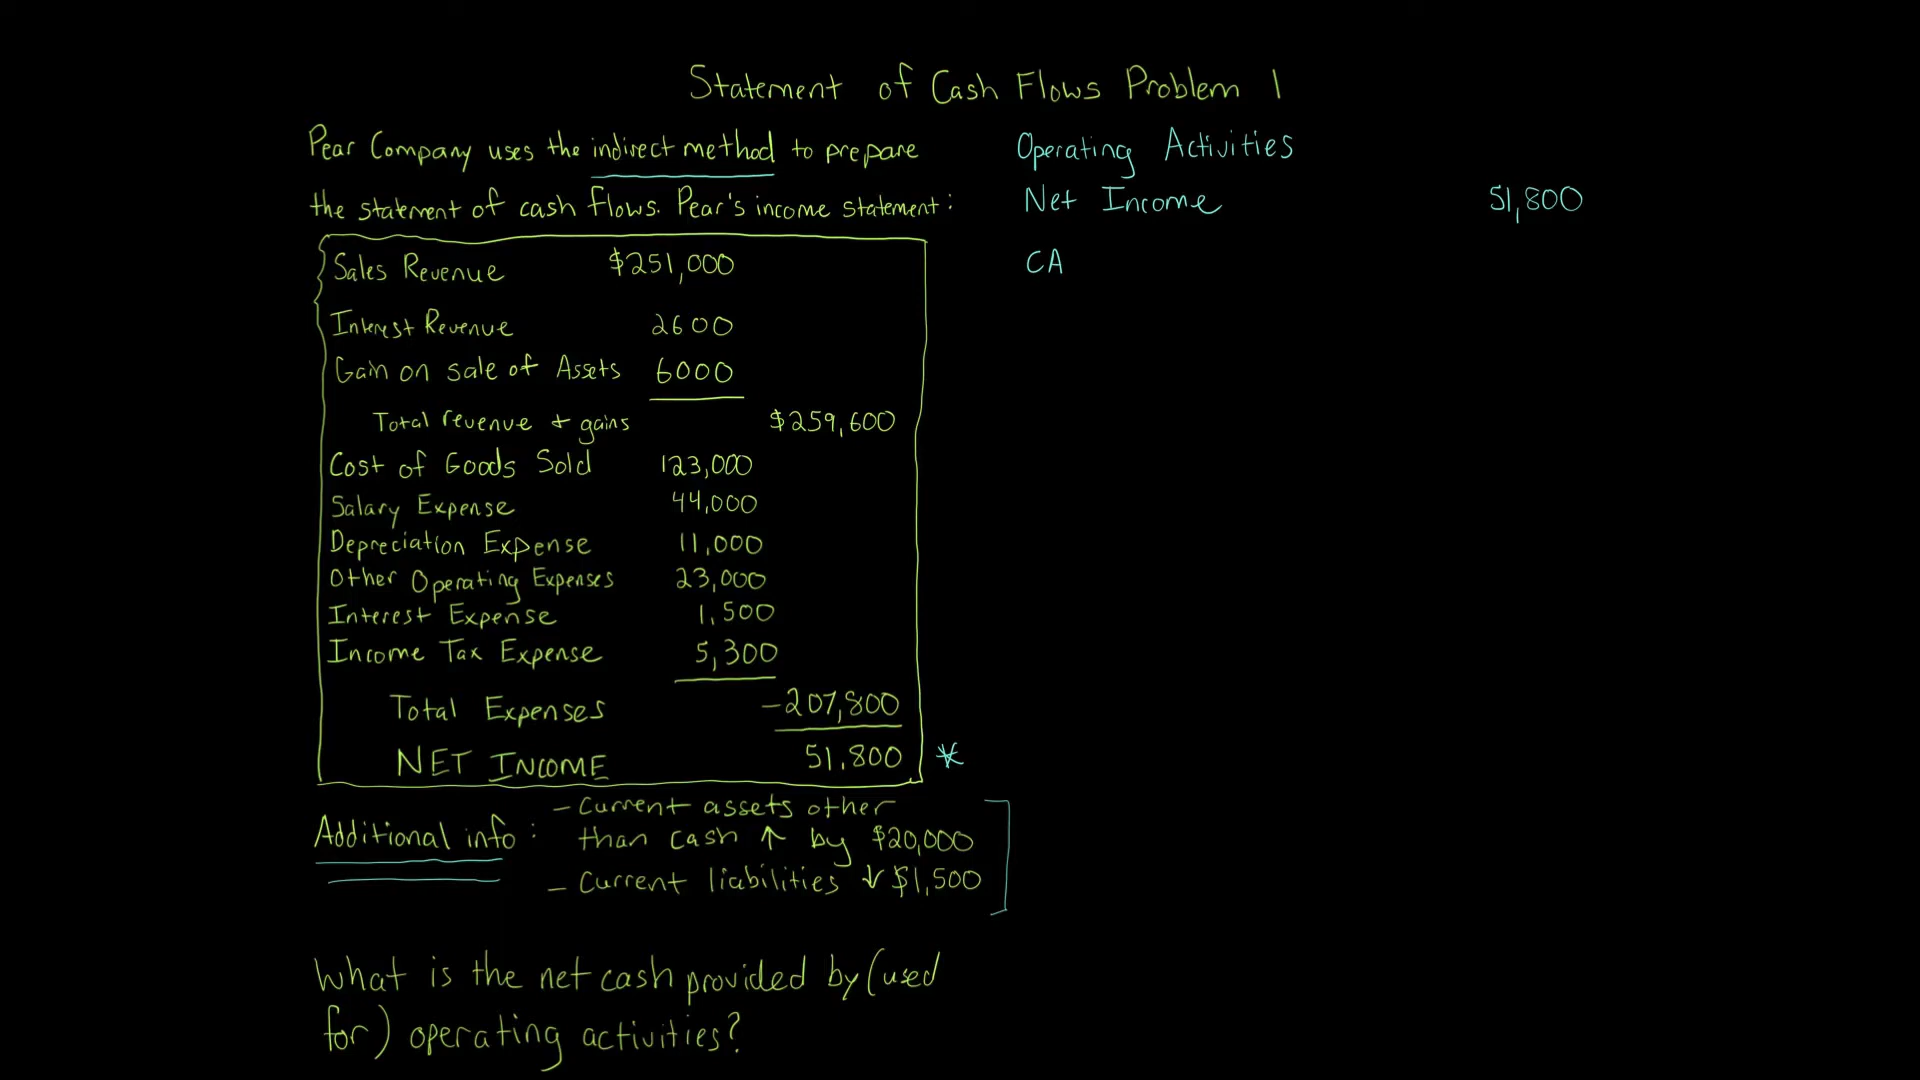 Statement of Cash Flows Problem 1
Pear Company uses the indirect method to prepare
the statement of cash flows. Pear's income statement:
Sales Revenue $251,000
Interest Revenue 2600
Gain on sale of Assets 6000
Total revenue + gains $259,600
Cost of Goods Sold 123,000
Salary Expense 44,000
Depreciation Expense 11,000
Other Operating Expenses 23,000
Interest Expense 1,500
Income Tax Expense 5,300
Total Expenses -207,800
NET INCOME 51,800 *
Additional info:
- Current assets other
than cash ↑ by $20,000
- Current liabilities ↓ $1,500
What is the net cash provided by (used
for) operating activities?
Operating Activities
Net Income 51,800
CA